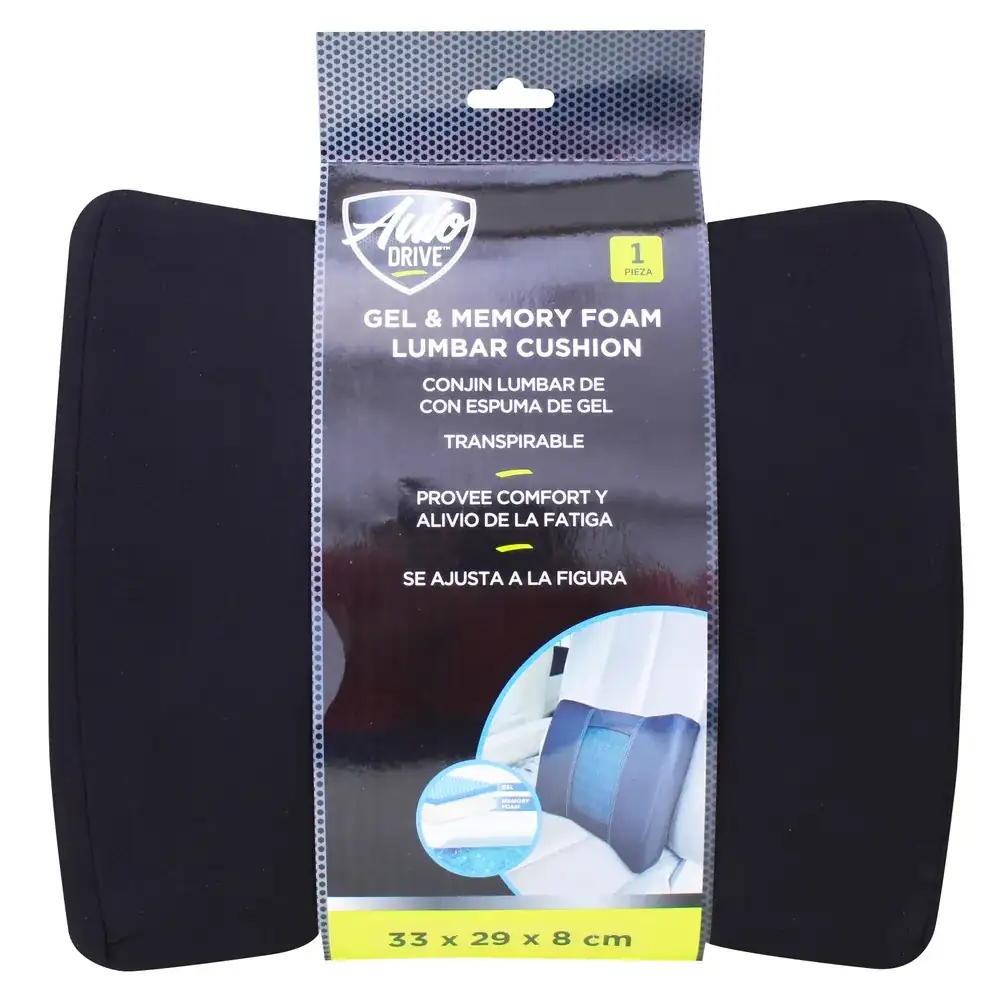 Auto
DRIVE™
1
PIEZA
GEL & MEMORY FOAM
LUMBAR CUSHION
CONJIN LUMBAR DE
CON ESPUMA DE GEL
TRANSPIRABLE
PROVEE COMFORT Y
ALIVIO DE LA FATIGA
SE AJUSTA A LA FIGURA
GEL
MEMORY
FOAM
33 x 29 x 8 cm